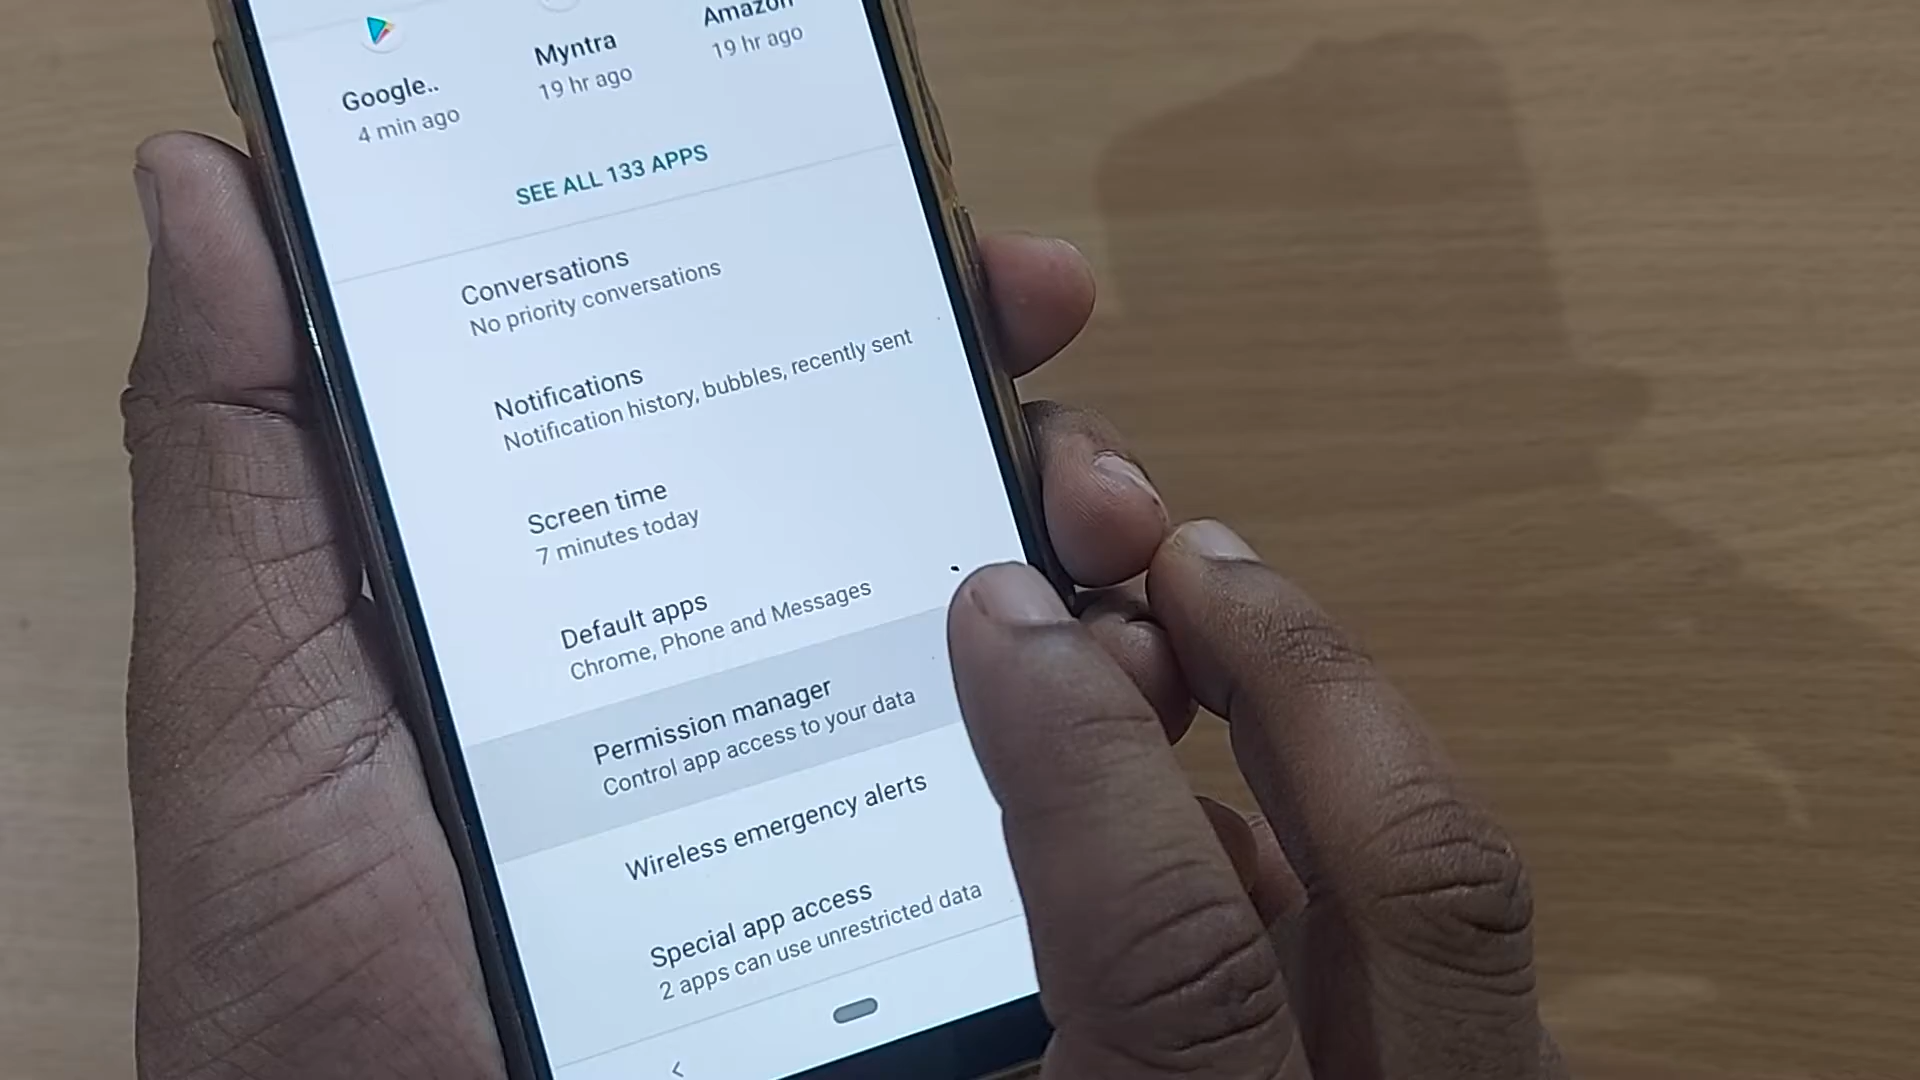 Google..
4 min ago
Myntra
19 hr ago
Amazon
19 hr ago
SEE ALL 133 APPS
Conversations
No priority conversations
Notifications
Notification history, bubbles, recently sent
Screen time
7 minutes today
Default apps
Chrome, Phone and Messages
Permission manager
Control app access to your data
Wireless emergency alerts
Special app access
2 apps can use unrestricted data